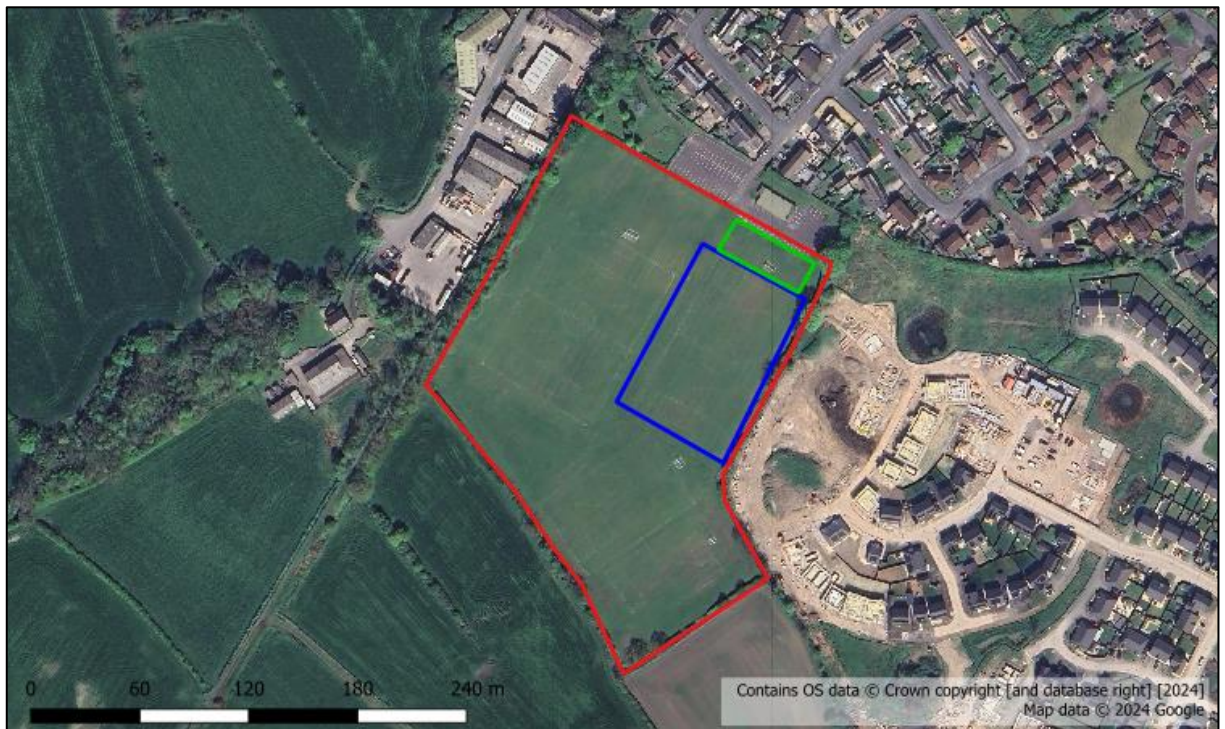 0 60 120 180 240 m
Contains OS data © Crown copyright [and database right] [2024]
Map data © 2024 Google